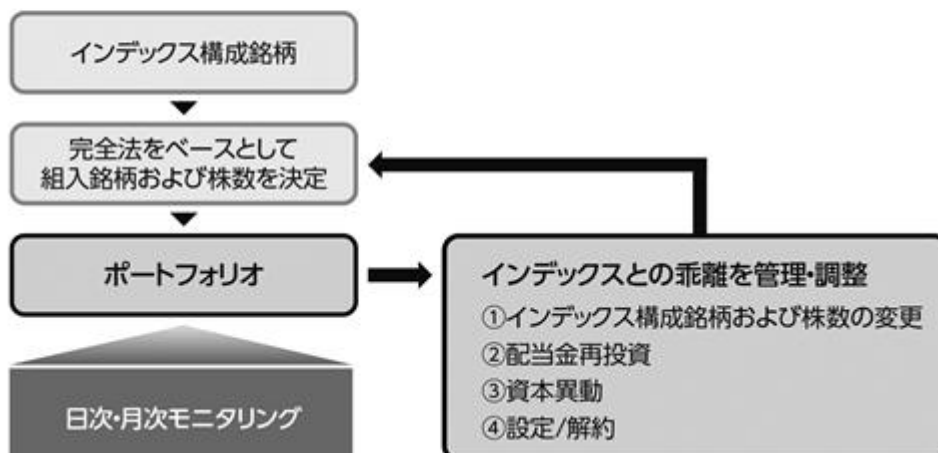 インデックス構成銘柄
完全法をベースとして
組入銘柄および株数を決定
ポートフォリオ
日次・月次モニタリング
インデックスとの乖離を管理・調整
①インデックス構成銘柄および株数の変更
②配当金再投資
③資本異動
④設定/解約